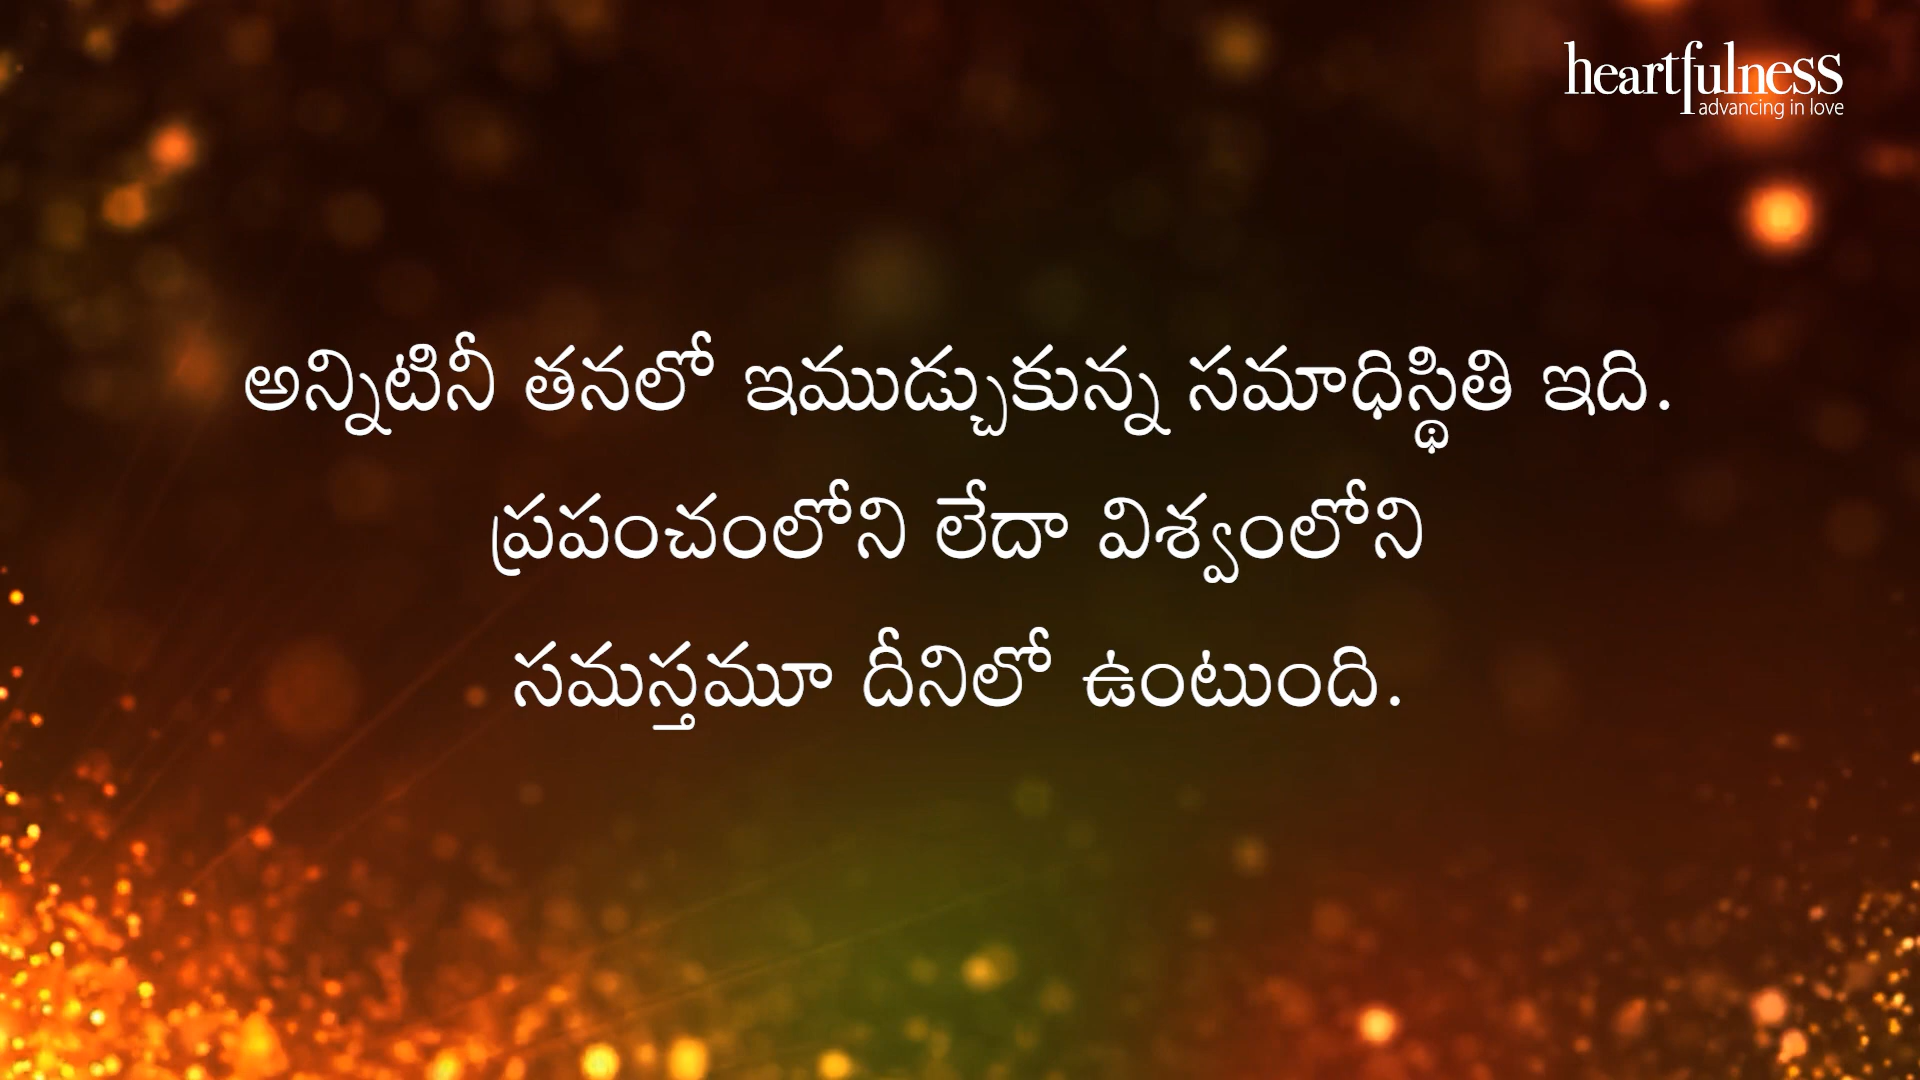 heartfulness
advancing in love
అన్నిటినీ తనలో ఇముడ్చుకున్న సమాధిస్థితి ఇది.
ప్రపంచంలోని లేదా విశ్వంలోని
సమస్తమూ దీనిలో ఉంటుంది.